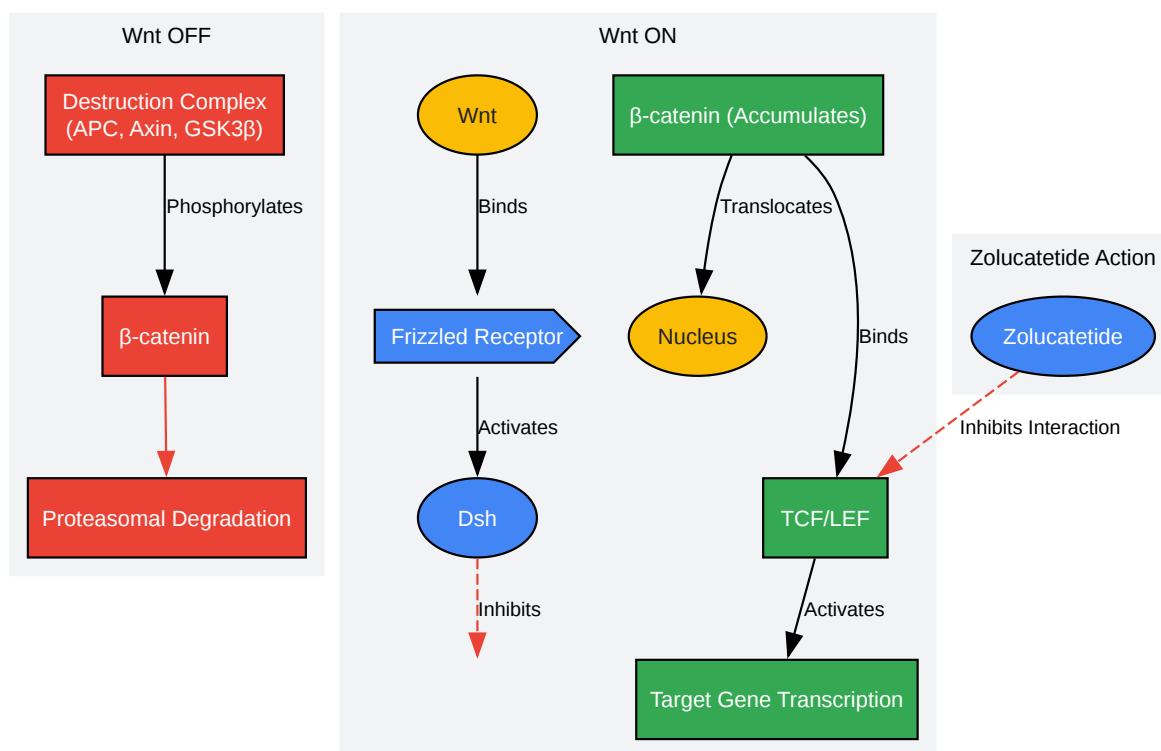 Wnt OFF
Destruction Complex
(APC, Axin, GSK3β)
Phosphorylates
β-catenin
Proteasomal Degradation
Wnt ON
Wnt
Binds
Frizzled Receptor
Activates
Dsh
Inhibits
β-catenin (Accumulates)
Translocates
Nucleus
Binds
TCF/LEF
Activates
Target Gene Transcription
Zolucatetide Action
Zolucatetide
Inhibits Interaction